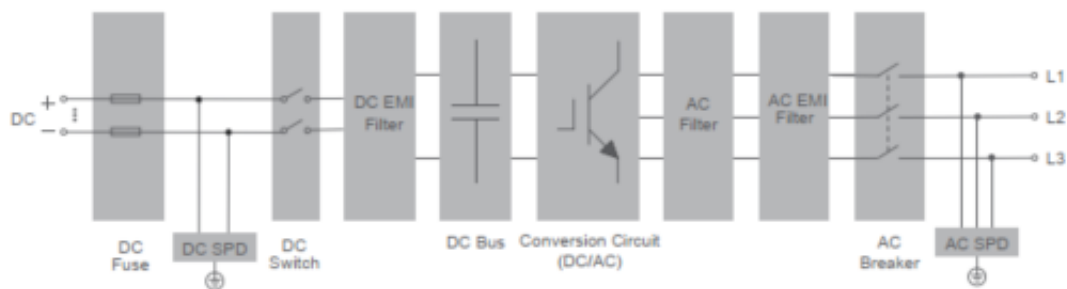 DC
+
−
DC
Fuse
DC SPD
DC
Switch
DC EMI
Filter
DC Bus
Conversion Circuit
(DC/AC)
AC
Filter
AC EMI
Filter
AC
Breaker
AC SPD
L1
L2
L3